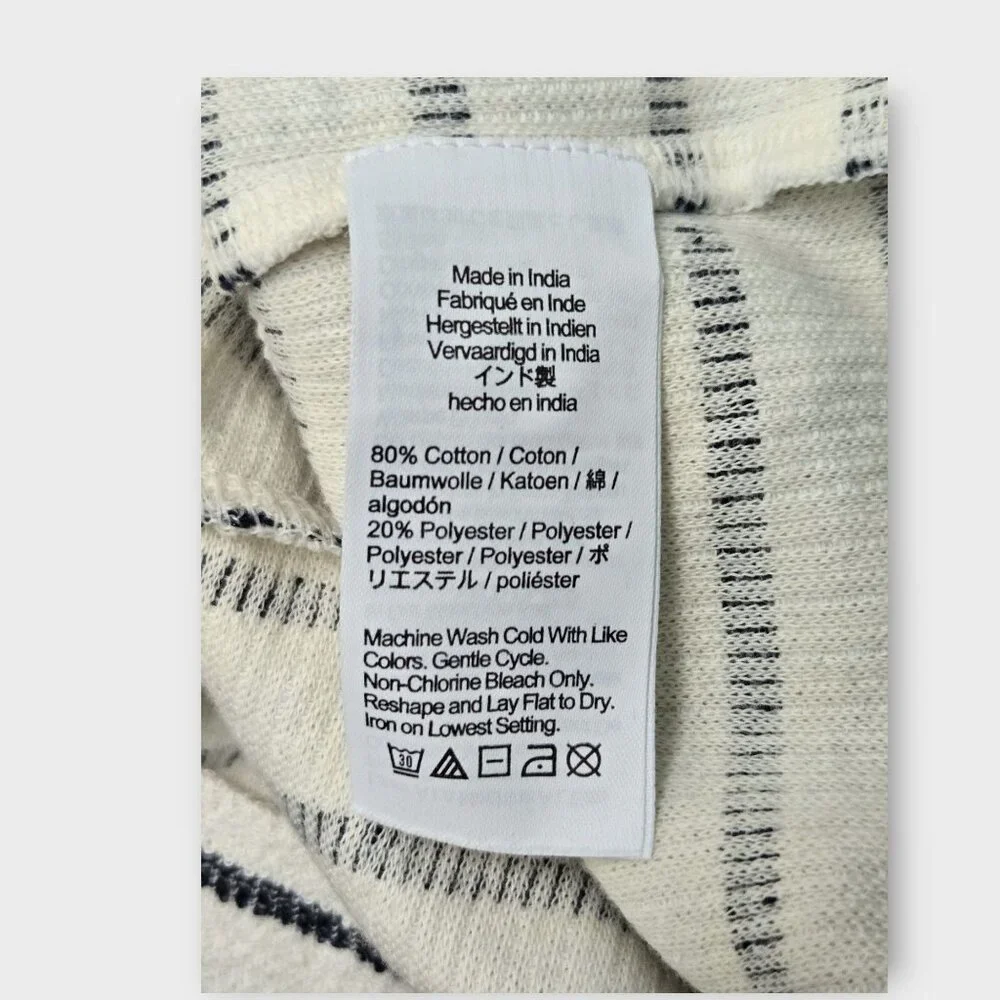 Made in India
Fabriqué en Inde
Hergestellt in Indien
Vervaardigd in India
インド製
hecho en india
80% Cotton / Coton /
Baumwolle / Katoen / 綿 /
algodón
20% Polyester / Polyester /
Polyester / Polyester / ポ
リエステル / poliéster
Machine Wash Cold With Like
Colors. Gentle Cycle.
Non-Chlorine Bleach Only.
Reshape and Lay Flat to Dry.
Iron on Lowest Setting.
30